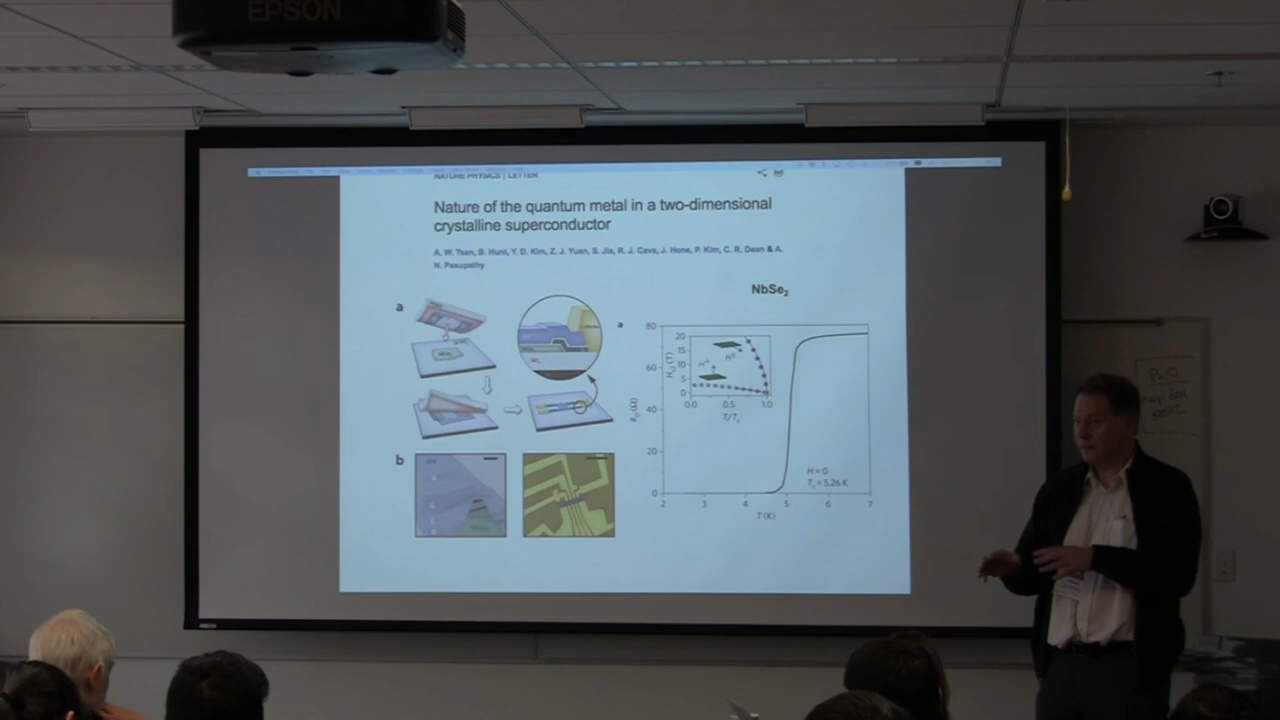 EPSON
NATURE PHYSICS | LETTER
Nature of the quantum metal in a two-dimensional
crystalline superconductor
A. W. Tsen, B. Hunt, Y. D. Kim, Z. J. Yuan, S. Jia, R. J. Cava, J. Hone, P. Kim, C. R. Dean & A.
N. Pasupathy
NbSe2
a
b
a
80
60
40
20
0
2 3 4 5 6 7
T (K)
20
15
10
5
0
0.0 0.5 1.0
T/Tc
H = 0
Tc = 5.26 K